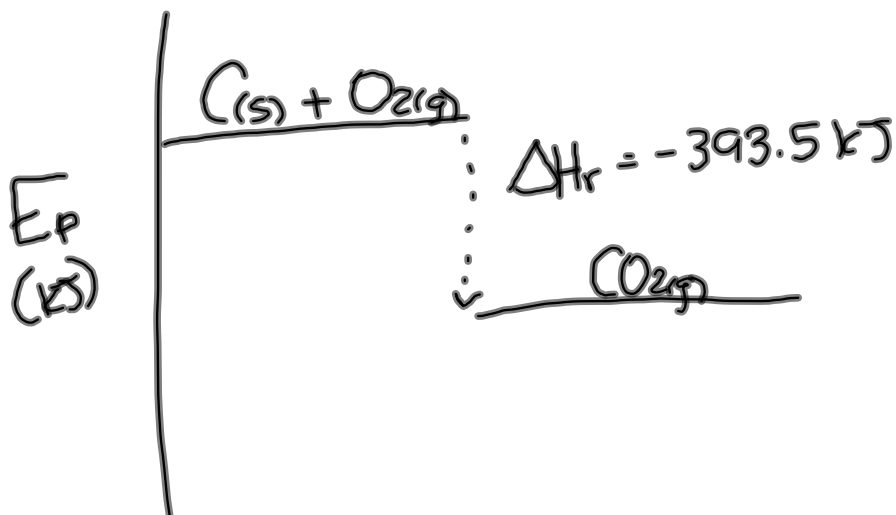 C(s) + O2(g)
ΔHr = -393.5 kJ
Ep
(kJ)
CO2(g)